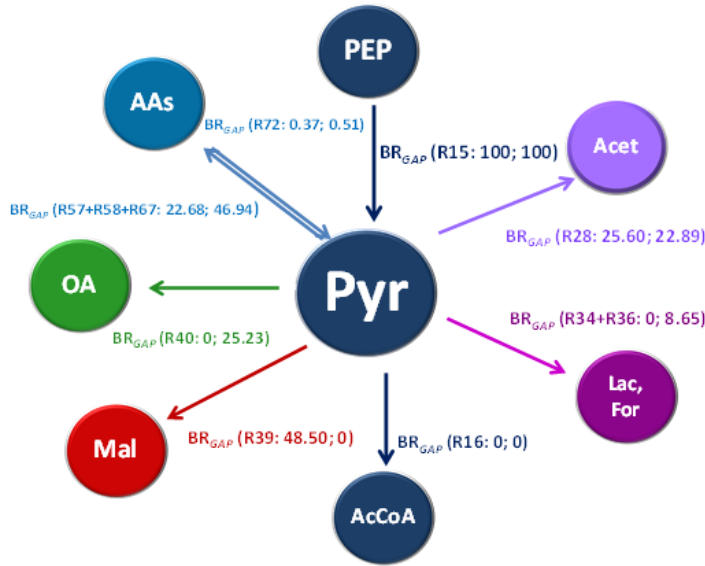 PEP
AAs
BRGAP (R72: 0.37; 0.51)
BRGAP (R15: 100; 100)
Acet
BRGAP (R57+R58+R67: 22.68; 46.94)
BRGAP (R28: 25.60; 22.89)
OA
Pyr
BRGAP (R40: 0; 25.23)
BRGAP (R34+R36: 0; 8.65)
Lac,
For
Mal
BRGAP (R39: 48.50; 0)
BRGAP (R16: 0; 0)
AcCoA